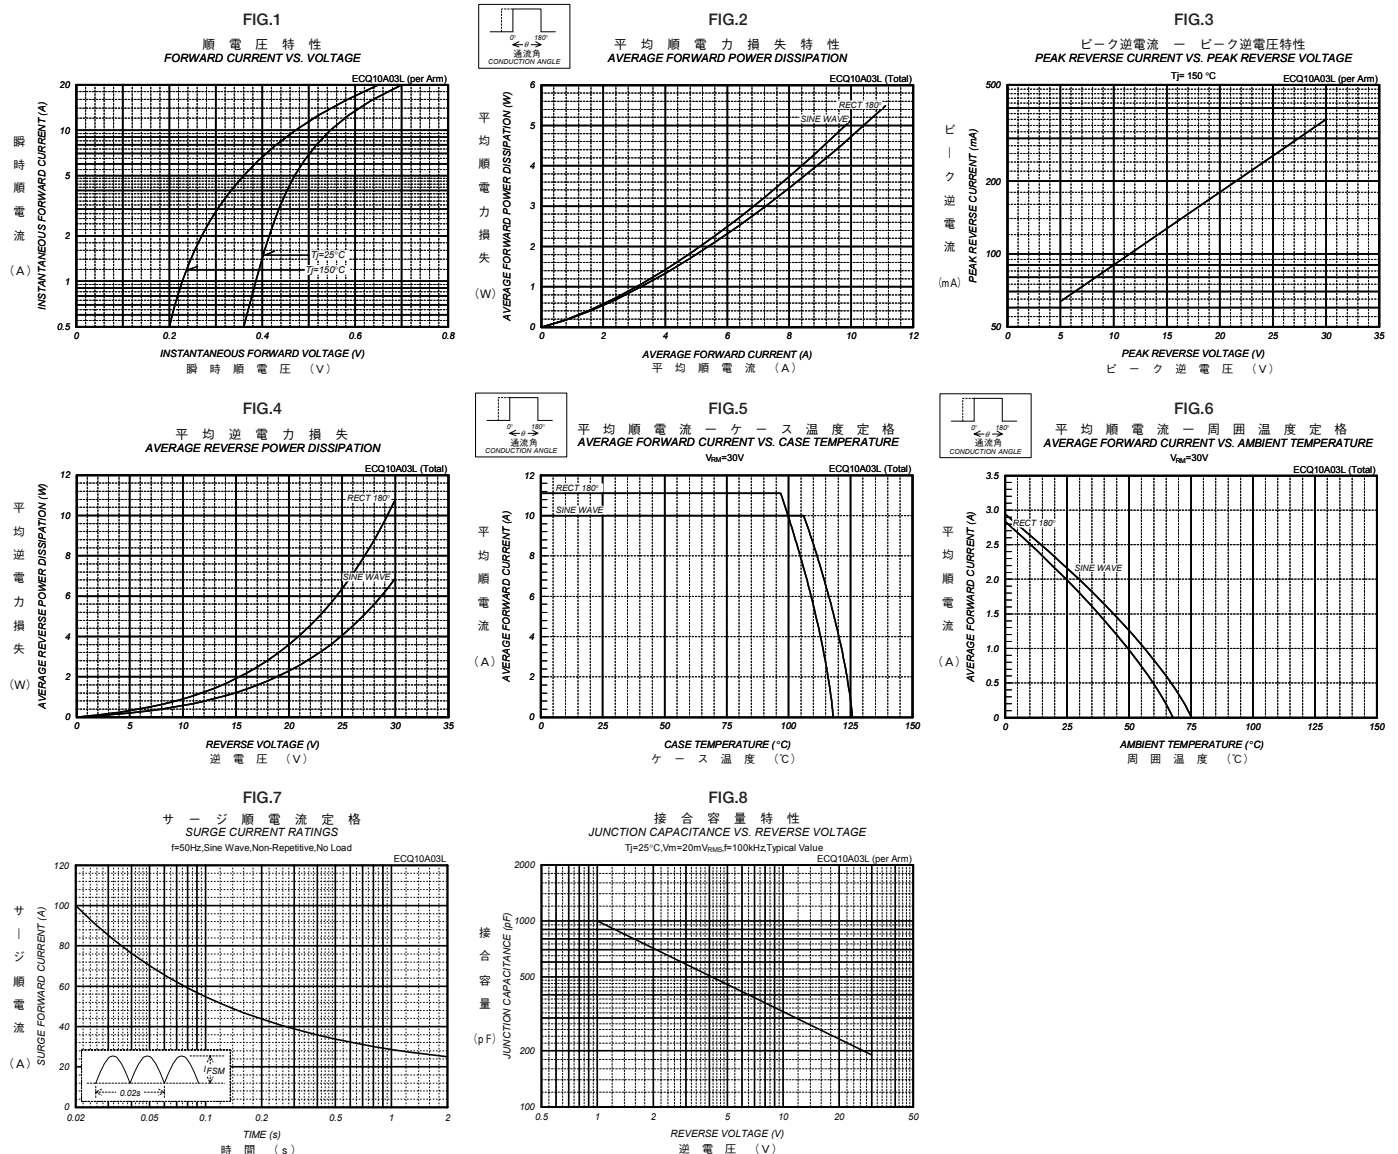 FIG.1
順電圧特性
FORWARD CURRENT VS. VOLTAGE
ECQ10A03L (per Arm)
瞬時順電流 (A)
INSTANTANEOUS FORWARD CURRENT (A)
20
10
5
2
1
0.5
Tj=25°C
Tj=150°C
0 0.2 0.4 0.6 0.8
INSTANTANEOUS FORWARD VOLTAGE (V)
瞬時順電圧 (V)
0° 180°
θ
通流角
CONDUCTION ANGLE
FIG.2
平均順電力損失特性
AVERAGE FORWARD POWER DISSIPATION
ECQ10A03L (Total)
平均順電力損失 (W)
AVERAGE FORWARD POWER DISSIPATION (W)
6
5
4
3
2
1
0
RECT 180°
SINE WAVE
0 2 4 6 8 10 12
AVERAGE FORWARD CURRENT (A)
平均順電流 (A)
FIG.3
ピーク逆電流 ー ピーク逆電圧特性
PEAK REVERSE CURRENT VS. PEAK REVERSE VOLTAGE
Tj= 150 °C
ECQ10A03L (per Arm)
ピーク逆電流 (mA)
PEAK REVERSE CURRENT (mA)
500
200
100
50
0 5 10 15 20 25 30 35
PEAK REVERSE VOLTAGE (V)
ピーク逆電圧 (V)
FIG.4
平均逆電力損失
AVERAGE REVERSE POWER DISSIPATION
ECQ10A03L (Total)
平均逆電力損失 (W)
AVERAGE REVERSE POWER DISSIPATION (W)
12
10
8
6
4
2
0
RECT 180°
SINE WAVE
0 5 10 15 20 25 30 35
REVERSE VOLTAGE (V)
逆電圧 (V)
0° 180°
θ
通流角
CONDUCTION ANGLE
FIG.5
平均順電流ーケース温度定格
AVERAGE FORWARD CURRENT VS. CASE TEMPERATURE
VRM=30V
ECQ10A03L (Total)
平均順電流 (A)
AVERAGE FORWARD CURRENT (A)
12
10
8
6
4
2
0
RECT 180°
SINE WAVE
0 25 50 75 100 125 150
CASE TEMPERATURE (°C)
ケース温度 (℃)
0° 180°
θ
通流角
CONDUCTION ANGLE
FIG.6
平均順電流ー周囲温度定格
AVERAGE FORWARD CURRENT VS. AMBIENT TEMPERATURE
VRM=30V
ECQ10A03L (Total)
平均順電流 (A)
AVERAGE FORWARD CURRENT (A)
3.5
3.0
2.5
2.0
1.5
1.0
0.5
0
RECT 180°
SINE WAVE
0 25 50 75 100 125 150
AMBIENT TEMPERATURE (°C)
周囲温度 (℃)
FIG.7
サージ順電流定格
SURGE CURRENT RATINGS
f=50Hz,Sine Wave,Non-Repetitive,No Load
ECQ10A03L
サージ順電流 (A)
SURGE FORWARD CURRENT (A)
120
100
80
60
40
20
0
IFSM
0.02s
0.02 0.05 0.1 0.2 0.5 1 2
TIME (s)
時間 (s)
FIG.8
接合容量特性
JUNCTION CAPACITANCE VS. REVERSE VOLTAGE
Tj=25°C,Vm=20mVRMS,f=100kHz,Typical Value
ECQ10A03L (per Arm)
接合容量 (pF)
JUNCTION CAPACITANCE (pF)
2000
1000
500
200
100
0.5 1 2 5 10 20 50
REVERSE VOLTAGE (V)
逆電圧 (V)